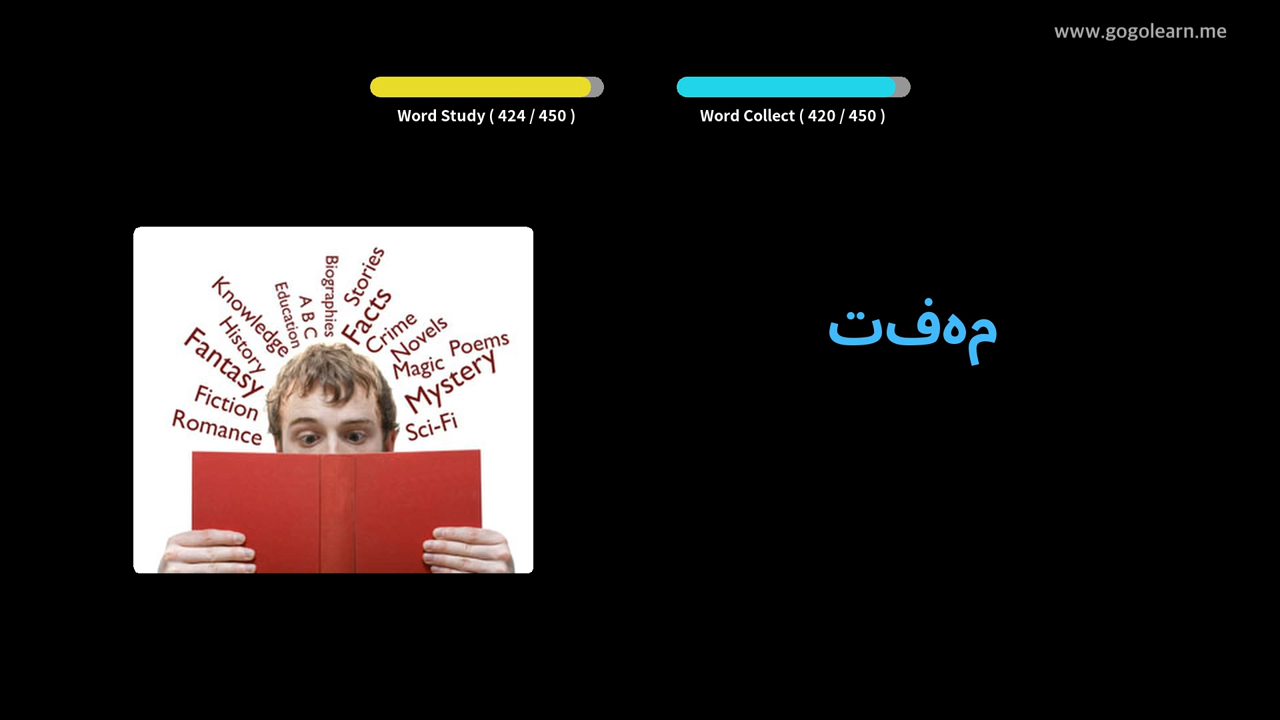 www.gogolearn.me
Word Study ( 424 / 450 )
Word Collect ( 420 / 450 )
Knowledge
History
Fantasy
Fiction
Romance
Education
A B C
Biographies
Stories
Facts
Crime
Novels
Magic
Poems
Mystery
Sci-Fi
تفهم